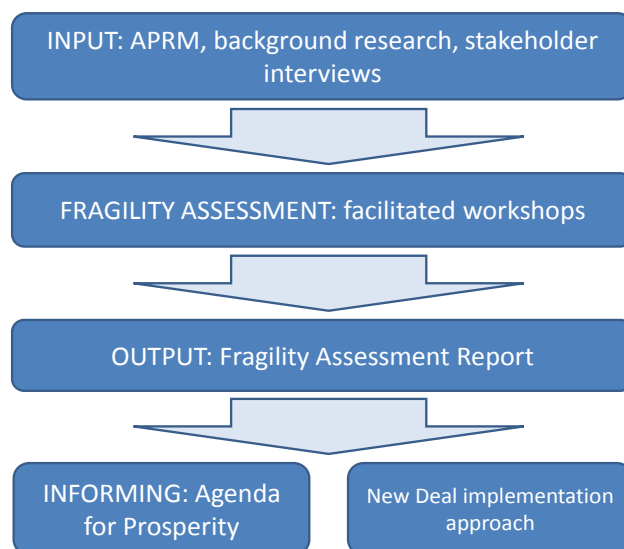 INPUT: APRM, background research, stakeholder
interviews
FRAGILITY ASSESSMENT: facilitated workshops
OUTPUT: Fragility Assessment Report
INFORMING: Agenda
for Prosperity
New Deal implementation
approach